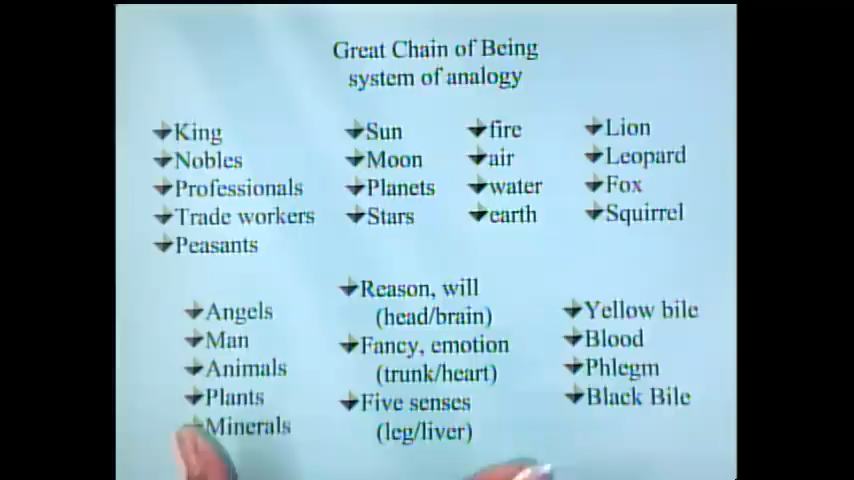 Great Chain of Being
system of analogy
King
Nobles
Professionals
Trade workers
Peasants
Sun
Moon
Planets
Stars
fire
air
water
earth
Lion
Leopard
Fox
Squirrel
Angels
Man
Animals
Plants
Minerals
Reason, will
(head/brain)
Fancy, emotion
(trunk/heart)
Five senses
(leg/liver)
Yellow bile
Blood
Phlegm
Black Bile